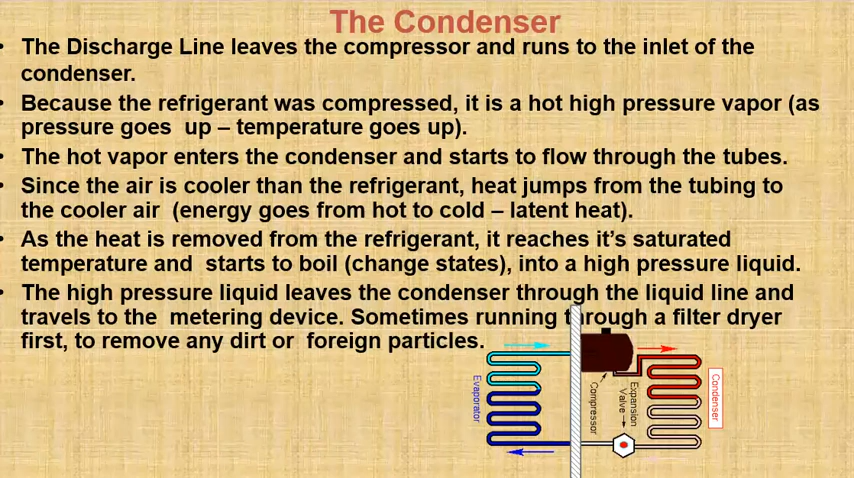 The Condenser
• The Discharge Line leaves the compressor and runs to the inlet of the
condenser.
• Because the refrigerant was compressed, it is a hot high pressure vapor (as
pressure goes up – temperature goes up).
• The hot vapor enters the condenser and starts to flow through the tubes.
• Since the air is cooler than the refrigerant, heat jumps from the tubing to
the cooler air (energy goes from hot to cold – latent heat).
• As the heat is removed from the refrigerant, it reaches it’s saturated
temperature and starts to boil (change states), into a high pressure liquid.
• The high pressure liquid leaves the condenser through the liquid line and
travels to the metering device. Sometimes running through a filter dryer
first, to remove any dirt or foreign particles.
Evaporator
Compressor
Expansion
Valve
Condenser